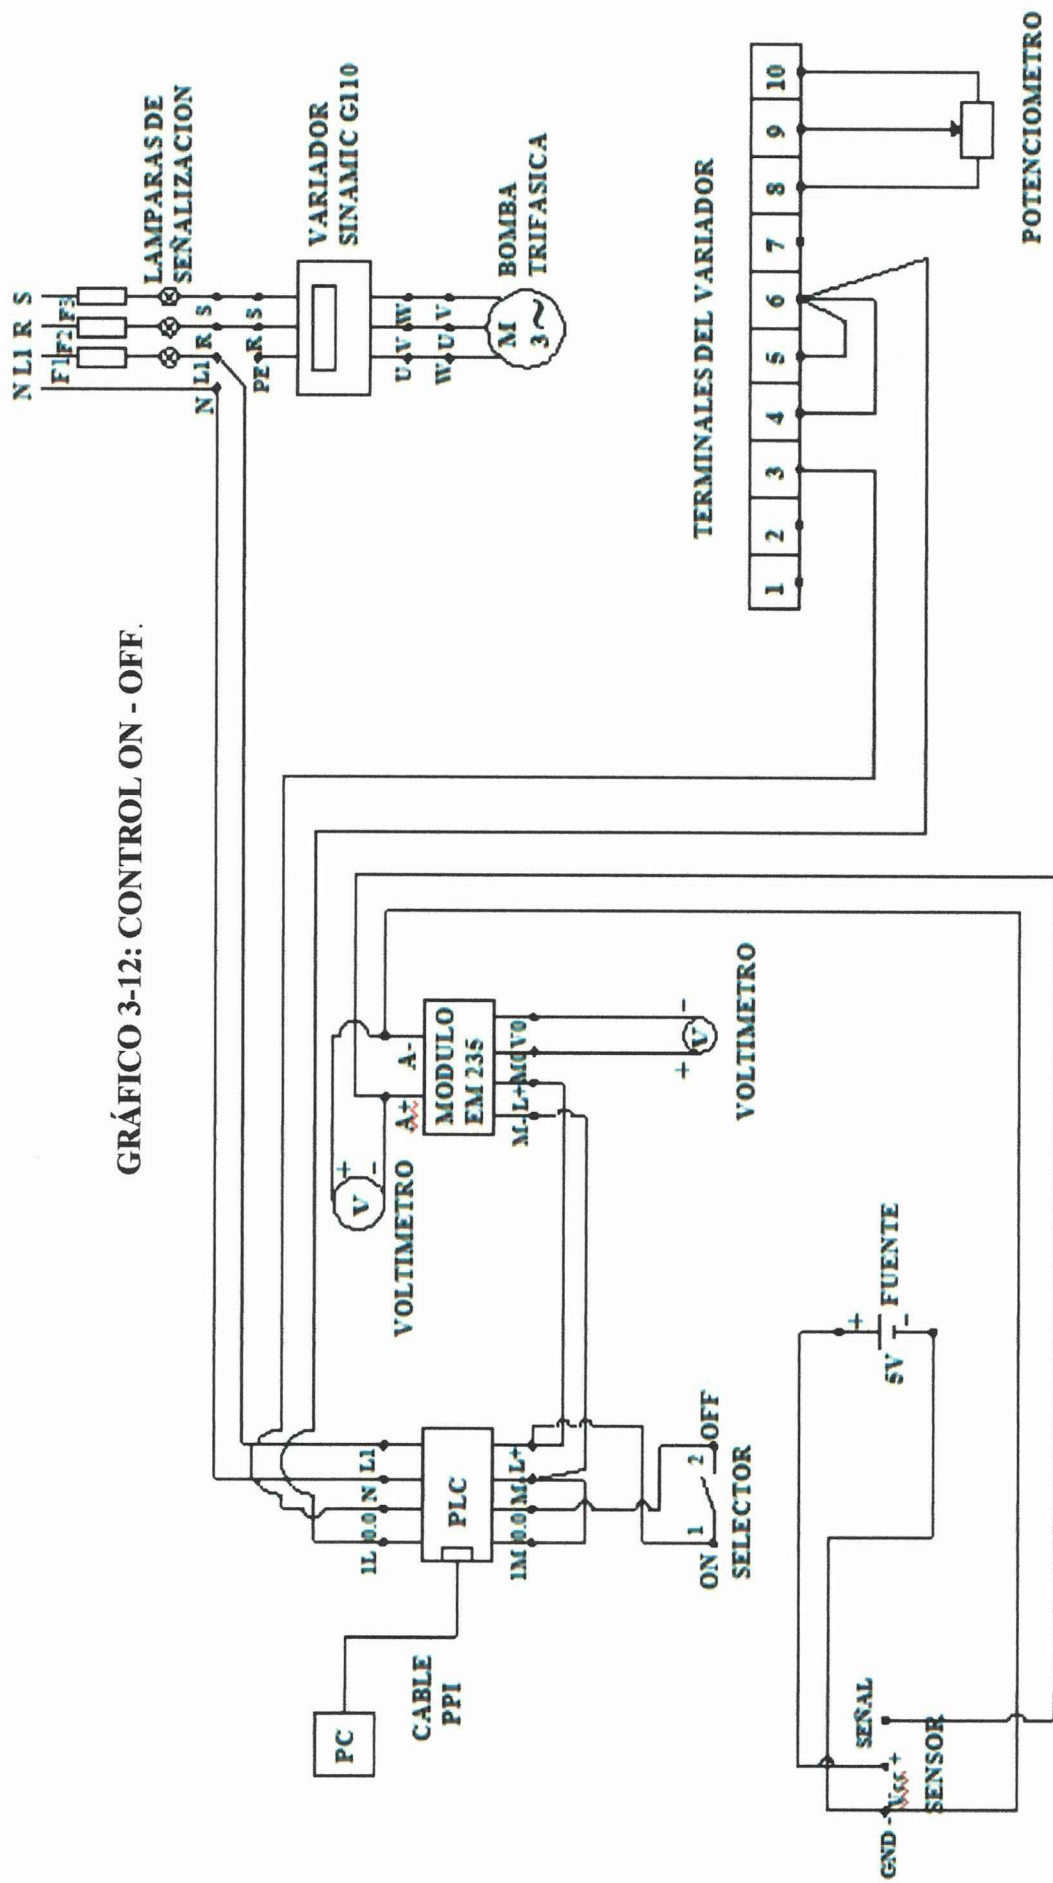 GRÁFICO 3-12: CONTROL ON - OFF.
N L1 R S
F1 F2 F3
LAMPARAS DE
SEÑALIZACION
N L1 R S
PE R S
VARIADOR
SINAMIC G110
U V W
W U V
M
3~
BOMBA
TRIFASICA
PC
CABLE
PPI
1L 0.0 N L1
PLC
1M 0.0 M L+
ON 1 2 OFF
SELECTOR
V + -
VOLTIMETRO
A+ A-
MODULO
EM 235
M- L+ M0 V0
+ V -
VOLTIMETRO
TERMINALES DEL VARIADOR
1 2 3 4 5 6 7 8 9 10
POTENCIOMETRO
+
5V FUENTE
-
SEÑAL
GND - Vcc +
SENSOR